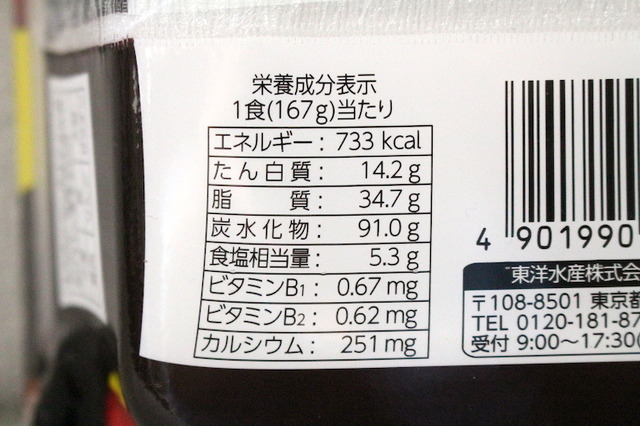 栄養成分表示
1食(167g)当たり
エネルギー: 733 kcal
たん白質: 14.2 g
脂質: 34.7 g
炭水化物: 91.0 g
食塩相当量: 5.3 g
ビタミンB1: 0.67 mg
ビタミンB2: 0.62 mg
カルシウム: 251 mg
4 901990
東洋水産株式会
〒108-8501 東京都
TEL 0120-181-87
受付 9:00〜17:30